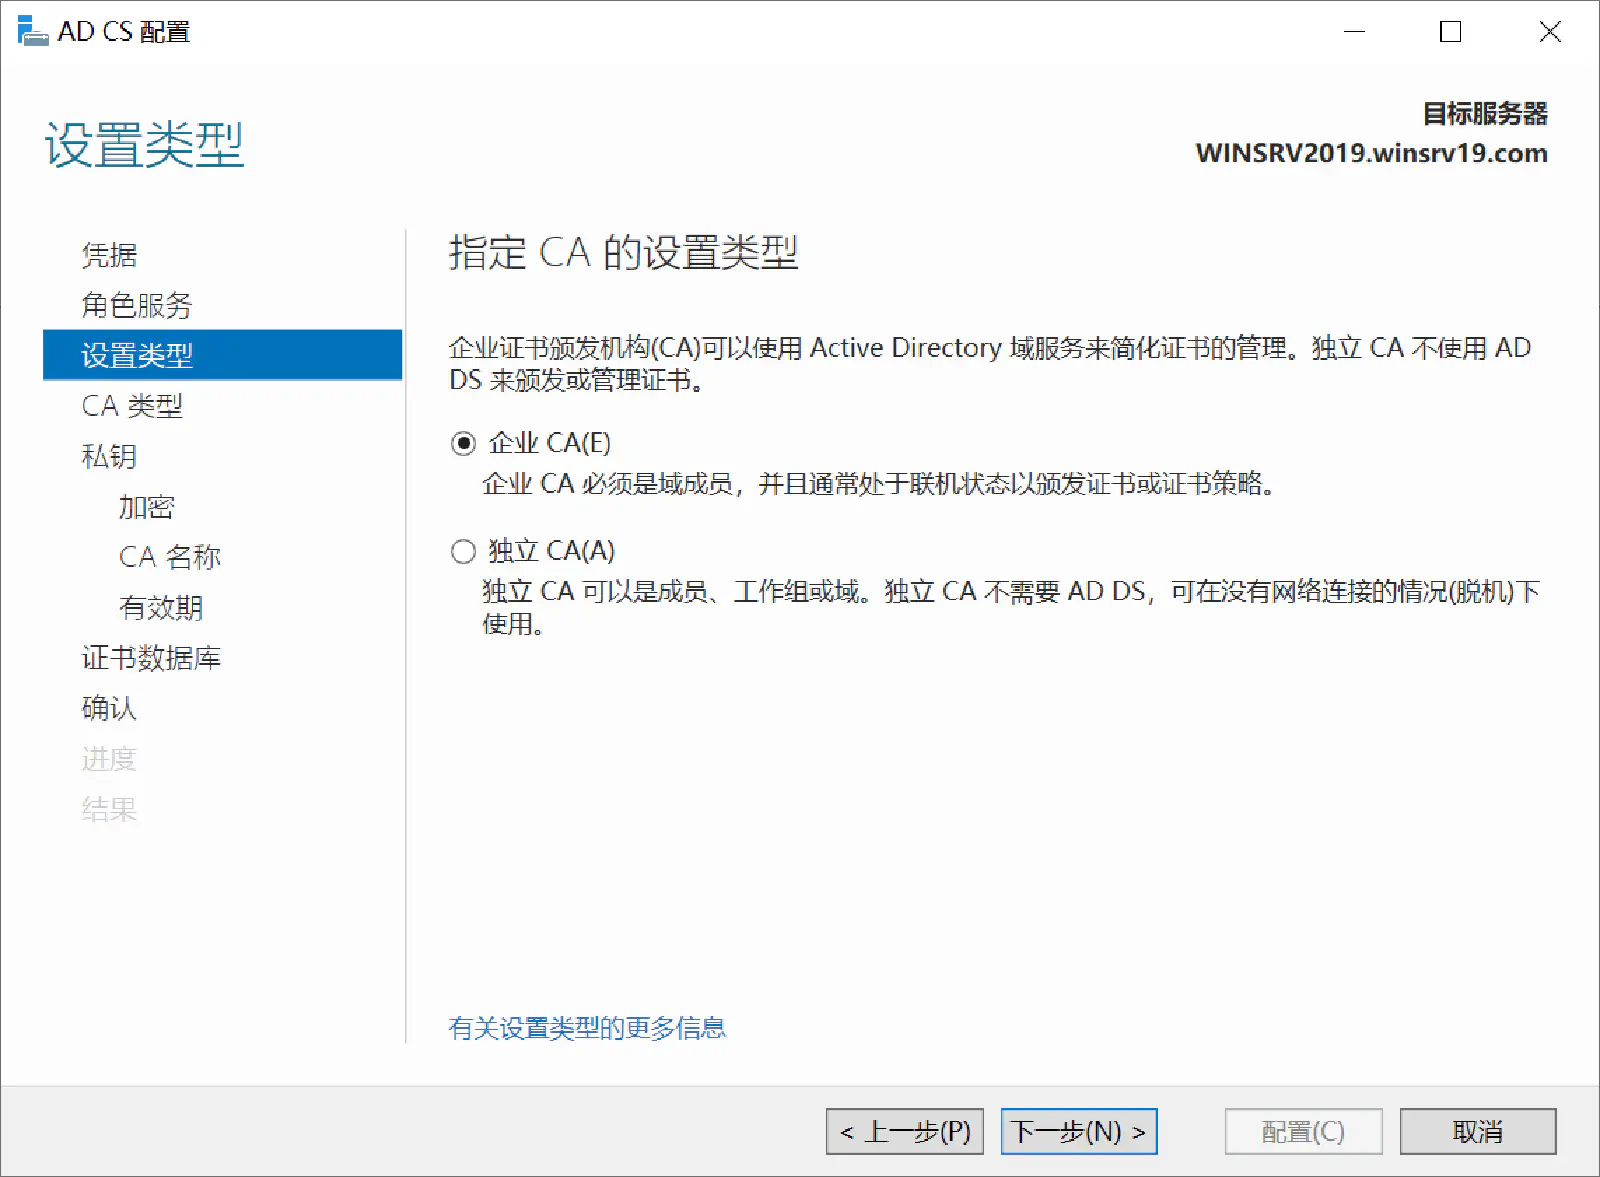 AD CS 配置
设置类型
目标服务器
WINSRV2019.winsrv19.com
凭据
角色服务
设置类型
CA 类型
私钥
加密
CA 名称
有效期
证书数据库
确认
进度
结果
指定 CA 的设置类型
企业证书颁发机构(CA)可以使用 Active Directory 域服务来简化证书的管理。独立 CA 不使用 AD
DS 来颁发或管理证书。
企业 CA(E)
企业 CA 必须是域成员，并且通常处于联机状态以颁发证书或证书策略。
独立 CA(A)
独立 CA 可以是成员、工作组或域。独立 CA 不需要 AD DS，可在没有网络连接的情况(脱机)下
使用。
有关设置类型的更多信息
< 上一步(P)
下一步(N) >
配置(C)
取消